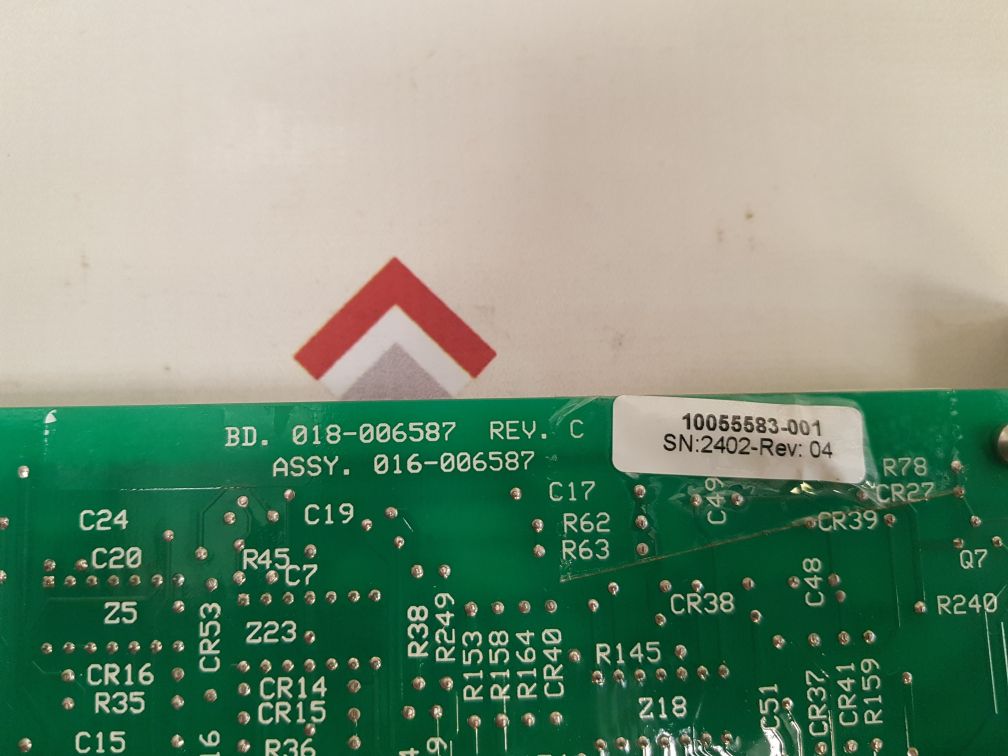 BD. 018-006587 REV. C
ASSY. 016-006587
10055583-001
SN:2402-Rev: 04
R78
C17
C49
CR27
C24
C19
R62
CR39
C20
R45
C7
R63
Q7
Z5
CR53
Z23
R38
R249
R153
R158
R164
CR40
CR38
C48
R240
CR16
R35
CR14
CR15
R145
Z18
C51
CR37
CR41
R159
C15
R36